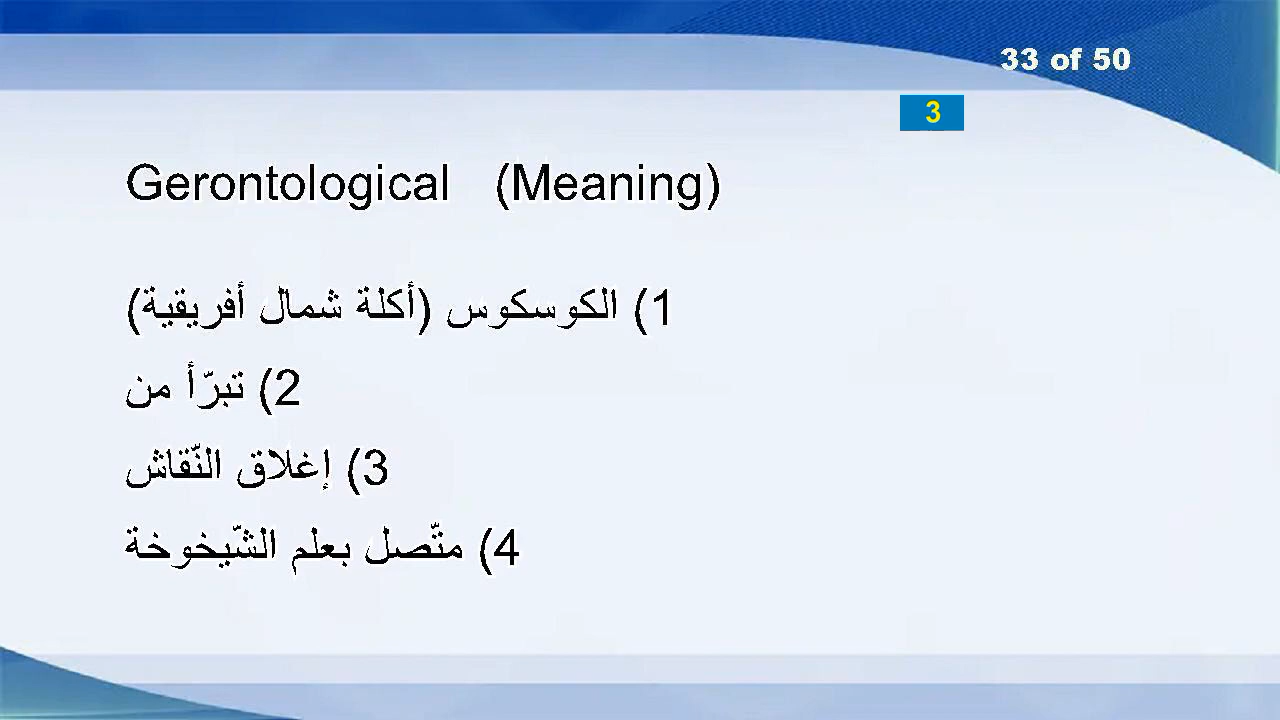 33 of 50
3
Gerontological (Meaning)
1) الكوسكوس (أكلة شمال أفريقية)
2) تبرّأ من
3) إغلاق النّقاش
4) متّصل بعلم الشّيخوخة